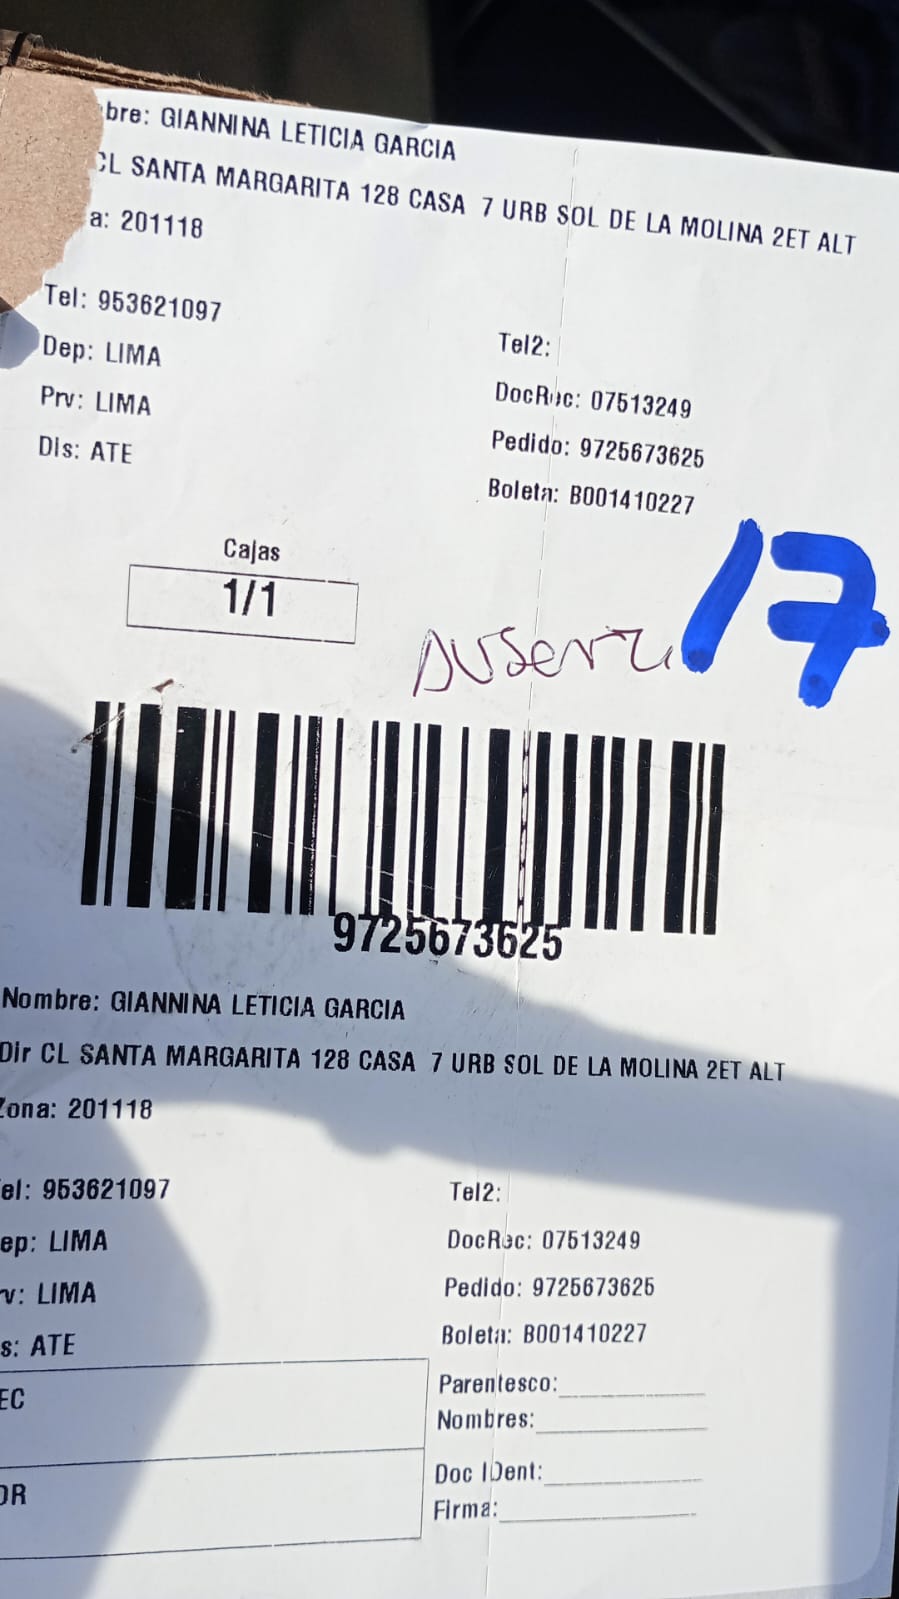 bre: GIANNINA LETICIA GARCIA
CL SANTA MARGARITA 128 CASA 7 URB SOL DE LA MOLINA 2ET ALT
a: 201118
Tel: 953621097
Tel2:
Dep: LIMA
DocRec: 07513249
Prv: LIMA
Pedido: 9725673625
Dis: ATE
Boleta: B001410227
Cajas
1/1
17
9725673625
Nombre: GIANNINA LETICIA GARCIA
Dir CL SANTA MARGARITA 128 CASA 7 URB SOL DE LA MOLINA 2ET ALT
Zona: 201118
Tel: 953621097
Tel2:
ep: LIMA
DocRec: 07513249
rv: LIMA
Pedido: 9725673625
s: ATE
Boleta: B001410227
EC
Parentesco:
Nombres:
OR
Doc IDent:
Firma: